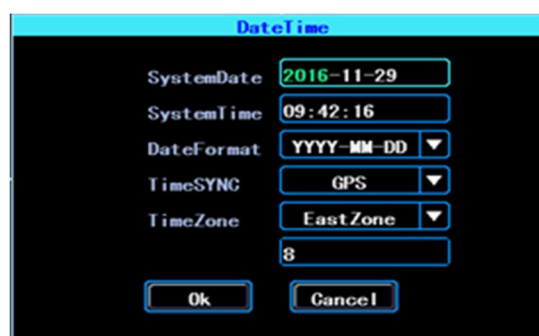 DateTime
SystemDate 2016-11-29
SystemTime 09:42:16
DateFormat YYYY-MM-DD
TimeSYNC GPS
TimeZone EastZone
8
Ok Cancel